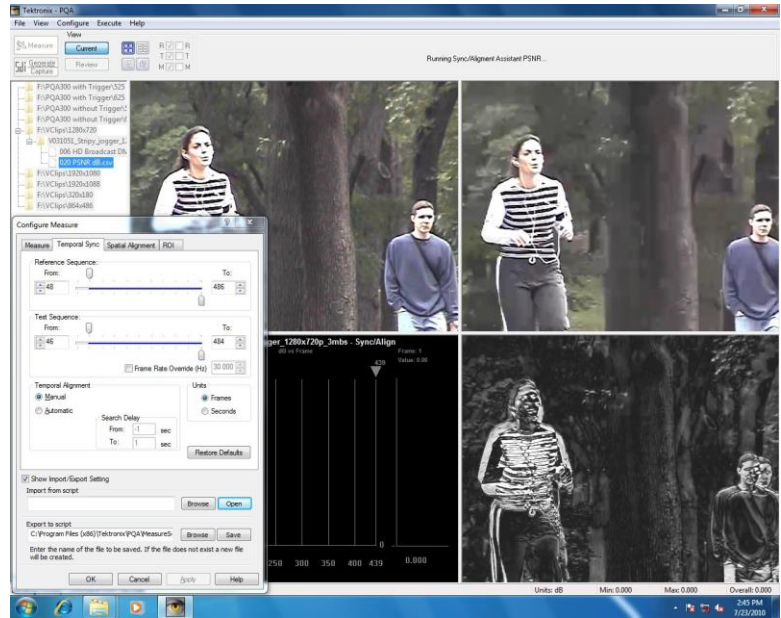 Tektronix - PQA
File View Configure Execute Help
View
Measure Current R R
T T
Generate Capture Review M M
Running Sync/Aligment Assistant PSNR...
F:\PQA300 with Trigger\525
F:\PQA300 with Trigger\625
F:\PQA300 without Trigger\
F:\PQA300 without Trigger\
F:\VClips\1280x720
V031051_Stripy_jogger_1
006 HD Broadcast DM
020 PSNR dB.csv
F:\VClips\1920x1080
F:\VClips\1920x1088
F:\VClips\320x180
F:\VClips\864x486
Configure Measure
Measure Temporal Sync Spatial Alignment ROI
Reference Sequence:
From: To:
48 486
Test Sequence:
From: To:
46 484
Frame Rate Override (Hz) 30.000
Temporal Alignment
Manual
Automatic
Search Delay
From: -1 sec
To: 1 sec
Units
Frames
Seconds
Restore Defaults
Show Import/Export Setting
Import from script
Browse Open
Export to script
C:\Program Files (x86)\Tektronix\PQA\MeasureS
Browse Save
Enter the name of the file to be saved. If the file does not exist a new file
will be created.
OK Cancel Apply Help
gger_1280x720p_3mbs - Sync/Align
dB vs Frame
Frame: 1
Value: 0.00
439
0
250 300 350 400 439 0.000
Units: dB Min: 0.000 Max: 0.000 Overall: 0.000
2:45 PM
7/23/2010